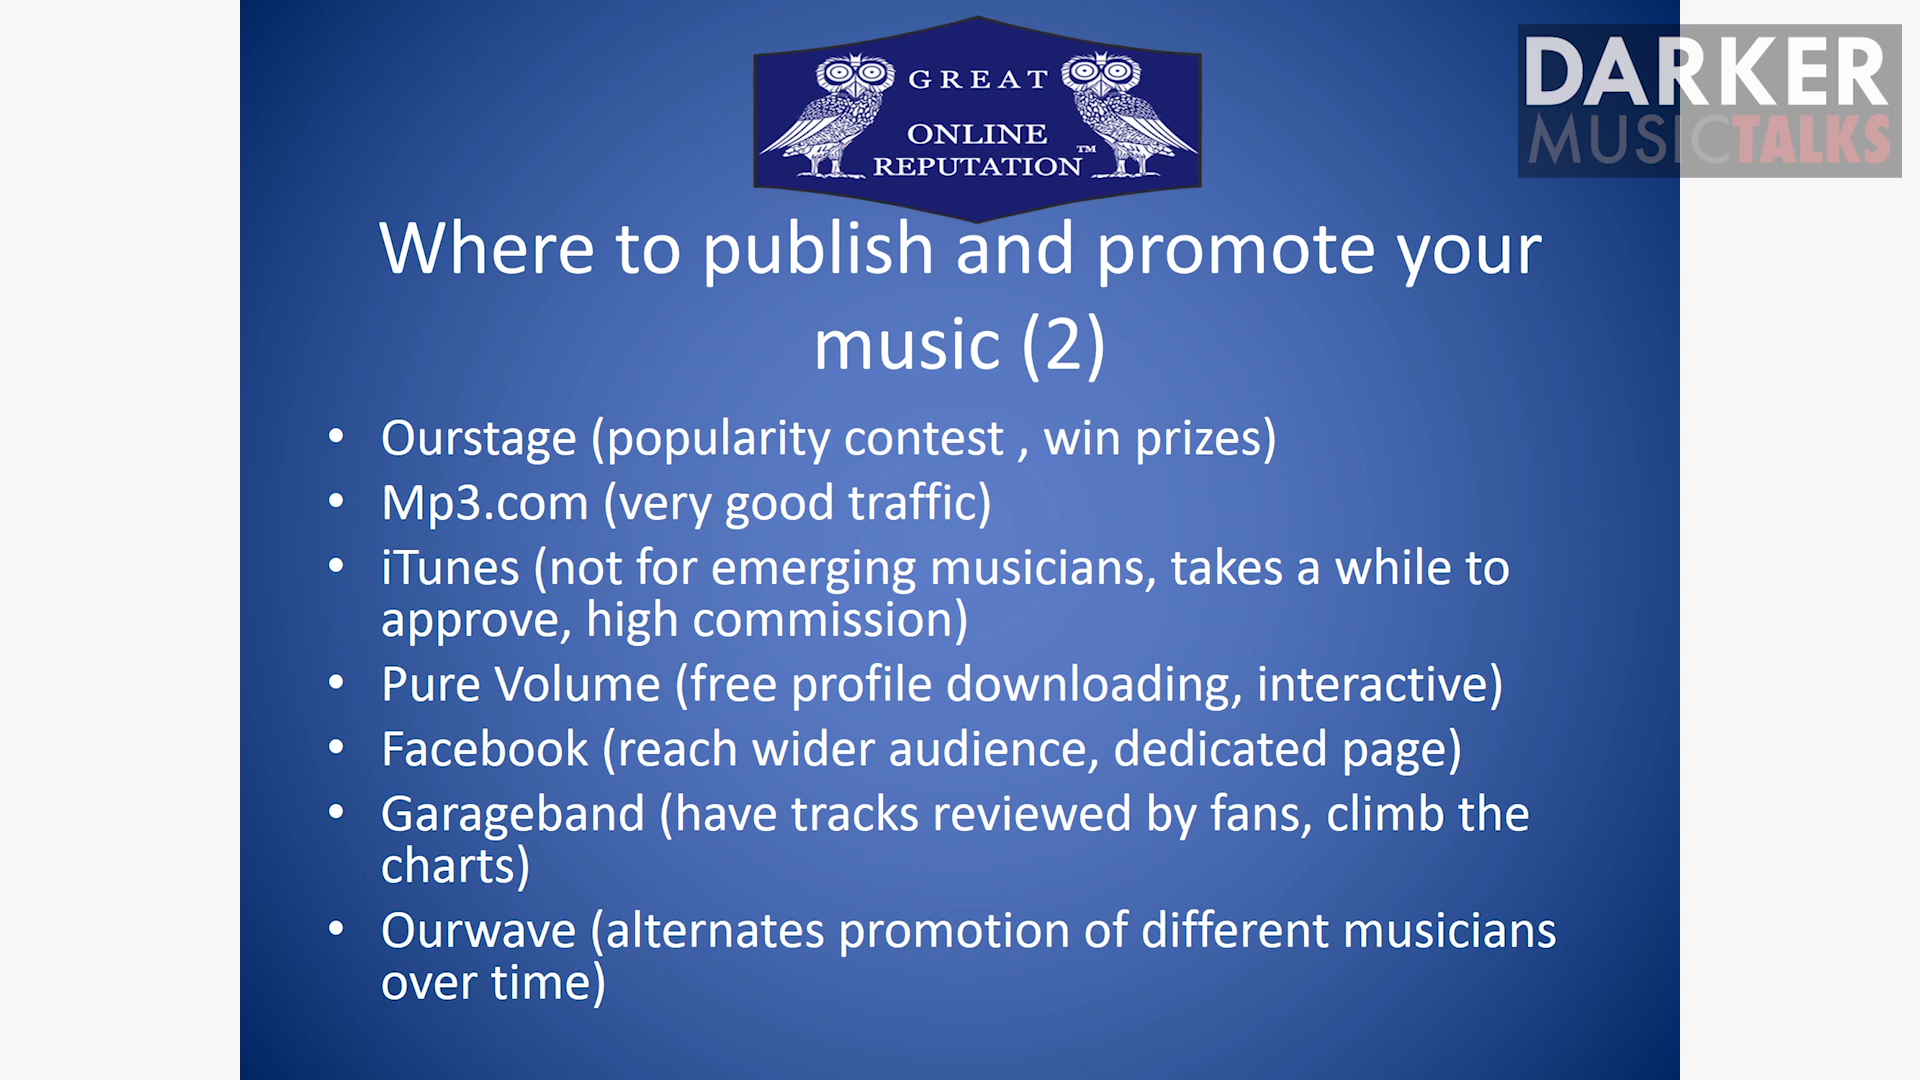 GREAT
ONLINE
REPUTATION™
DARKER
MUSICTALKS
Where to publish and promote your
music (2)
• Ourstage (popularity contest , win prizes)
• Mp3.com (very good traffic)
• iTunes (not for emerging musicians, takes a while to
approve, high commission)
• Pure Volume (free profile downloading, interactive)
• Facebook (reach wider audience, dedicated page)
• Garageband (have tracks reviewed by fans, climb the
charts)
• Ourwave (alternates promotion of different musicians
over time)